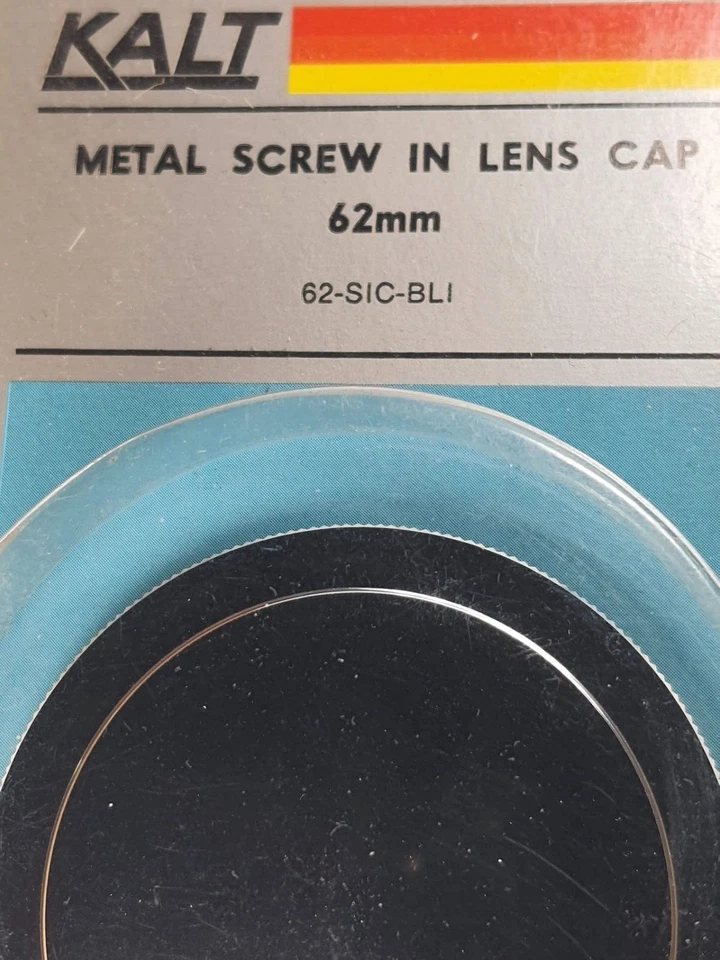 KALT
METAL SCREW IN LENS CAP
62mm
62-SIC-BLI